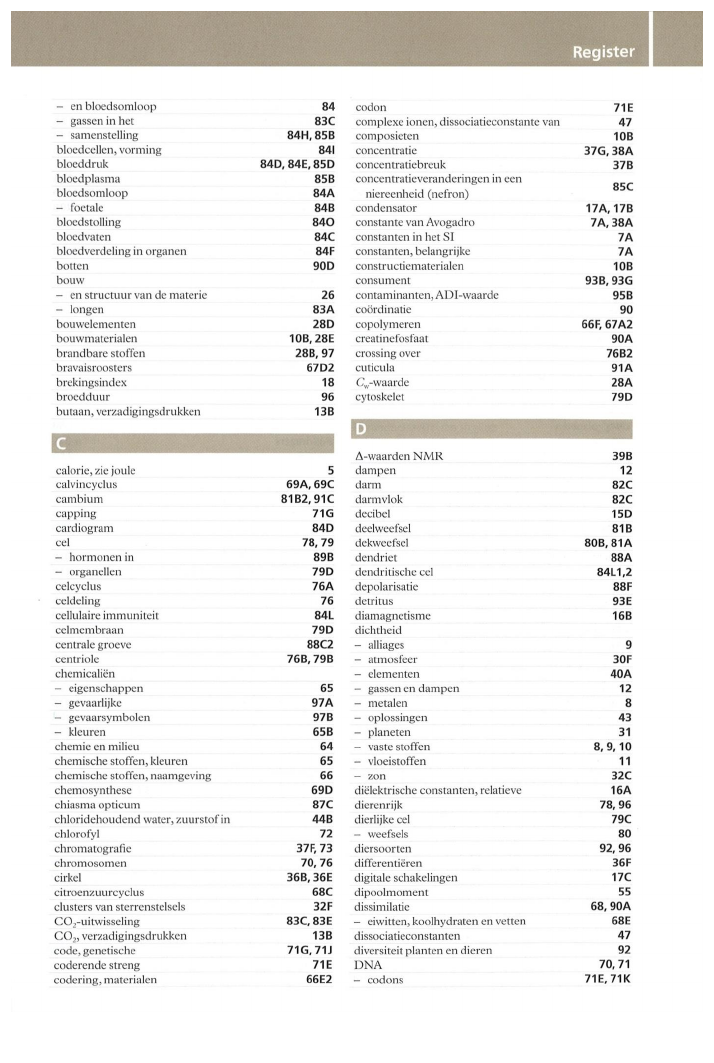 Register
– en bloedsomloop 84
– gassen in het 83C
– samenstelling 84H, 85B
bloedcellen, vorming 84I
bloeddruk 84D, 84E, 85D
bloedplasma 85B
bloedsomloop 84A
– foetale 84B
bloedstolling 84O
bloedvaten 84C
bloedverdeling in organen 84F
botten 90D
bouw
– en structuur van de materie 26
– longen 83A
bouwelementen 28D
bouwmaterialen 10B, 28E
brandbare stoffen 28B, 97
bravaisroosters 67D2
brekingsindex 18
broedduur 96
butaan, verzadigingsdrukken 13B
C
calorie, zie joule 5
calvincyclus 69A, 69C
cambium 81B2, 91C
capping 71G
cardiogram 84D
cel 78, 79
– hormonen in 89B
– organellen 79D
celcyclus 76A
celdeling 76
cellulaire immuniteit 84L
celmembraan 79D
centrale groeve 88C2
centriole 76B, 79B
chemicaliën
– eigenschappen 65
– gevaarlijke 97A
– gevaarsymbolen 97B
– kleuren 65B
chemie en milieu 64
chemische stoffen, kleuren 65
chemische stoffen, naamgeving 66
chemosynthese 69D
chiasma opticum 87C
chloridehoudend water, zuurstof in 44B
chlorofyl 72
chromatografie 37F, 73
chromosomen 70, 76
cirkel 36B, 36E
citroenzuurcyclus 68C
clusters van sterrenstelsels 32F
CO₂-uitwisseling 83C, 83E
CO₂, verzadigingsdrukken 13B
code, genetische 71G, 71J
coderende streng 71E
codering, materialen 66E2
codon 71E
complexe ionen, dissociatieconstante van 47
composieten 10B
concentratie 37G, 38A
concentratiebreuk 37B
concentratieveranderingen in een
niereenheid (nefron) 85C
condensator 17A, 17B
constante van Avogadro 7A, 38A
constanten in het SI 7A
constanten, belangrijke 7A
constructiematerialen 10B
consument 93B, 93G
contaminanten, ADI-waarde 95B
coördinatie 90
copolymeren 66F, 67A2
creatinefosfaat 90A
crossing over 76B2
cuticula 91A
C_w-waarde 28A
cytoskelet 79D
D
Δ-waarden NMR 39B
dampen 12
darm 82C
darmvlok 82C
decibel 15D
deelweefsel 81B
dekweefsel 80B, 81A
dendriet 88A
dendritische cel 84L1,2
depolarisatie 88F
detritus 93E
diamagnetisme 16B
dichtheid
– alliages 9
– atmosfeer 30F
– elementen 40A
– gassen en dampen 12
– metalen 8
– oplossingen 43
– planeten 31
– vaste stoffen 8, 9, 10
– vloeistoffen 11
– zon 32C
diëlektrische constanten, relatieve 16A
dierenrijk 78, 96
dierlijke cel 79C
– weefsels 80
diersoorten 92, 96
differentiëren 36F
digitale schakelingen 17C
dipoolmoment 55
dissimilatie 68, 90A
– eiwitten, koolhydraten en vetten 68E
dissociatieconstanten 47
diversiteit planten en dieren 92
DNA 70, 71
– codons 71E, 71K